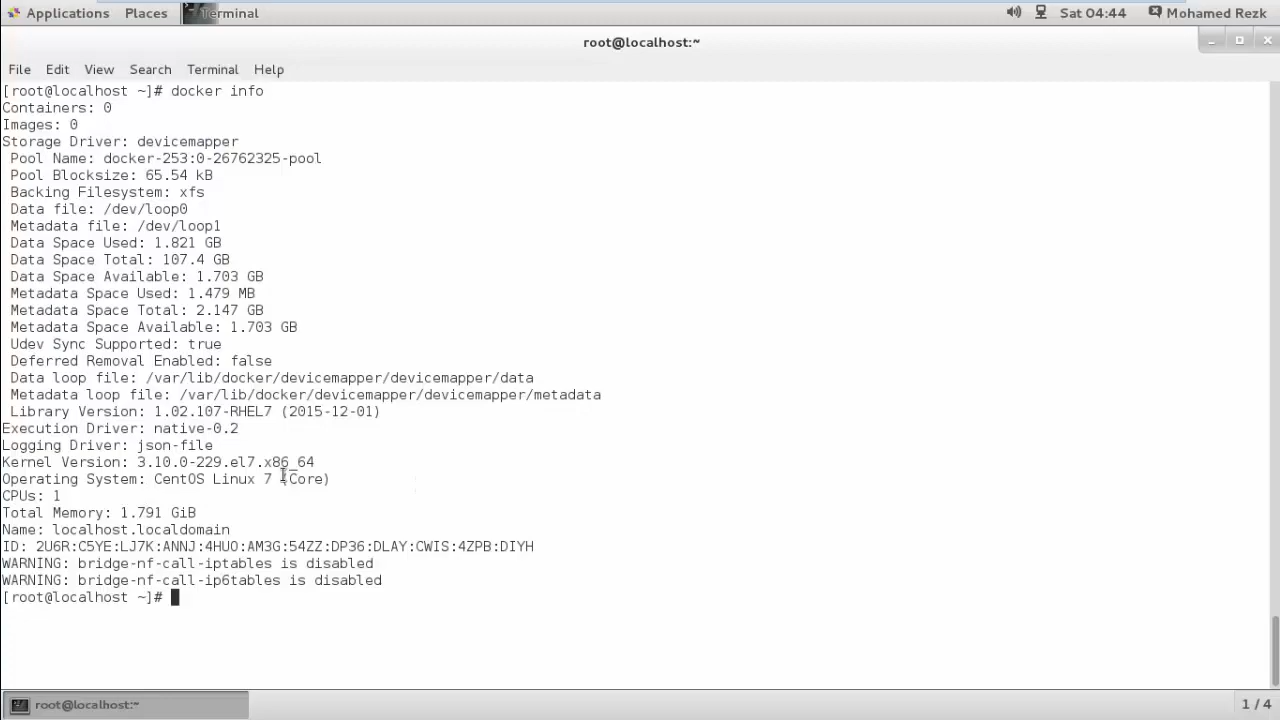 Applications Places Terminal Sat 04:44 Mohamed Rezk
root@localhost:~
File Edit View Search Terminal Help
[root@localhost ~]# docker info
Containers: 0
Images: 0
Storage Driver: devicemapper
 Pool Name: docker-253:0-26762325-pool
 Pool Blocksize: 65.54 kB
 Backing Filesystem: xfs
 Data file: /dev/loop0
 Metadata file: /dev/loop1
 Data Space Used: 1.821 GB
 Data Space Total: 107.4 GB
 Data Space Available: 1.703 GB
 Metadata Space Used: 1.479 MB
 Metadata Space Total: 2.147 GB
 Metadata Space Available: 1.703 GB
 Udev Sync Supported: true
 Deferred Removal Enabled: false
 Data loop file: /var/lib/docker/devicemapper/devicemapper/data
 Metadata loop file: /var/lib/docker/devicemapper/devicemapper/metadata
 Library Version: 1.02.107-RHEL7 (2015-12-01)
Execution Driver: native-0.2
Logging Driver: json-file
Kernel Version: 3.10.0-229.el7.x86_64
Operating System: CentOS Linux 7 (Core)
CPUs: 1
Total Memory: 1.791 GiB
Name: localhost.localdomain
ID: 2U6R:C5YE:LJ7K:ANNJ:4HUO:AM3G:54ZZ:DP36:DLAY:CWIS:4ZPB:DIYH
WARNING: bridge-nf-call-iptables is disabled
WARNING: bridge-nf-call-ip6tables is disabled
[root@localhost ~]#
root@localhost:~ 1 / 4